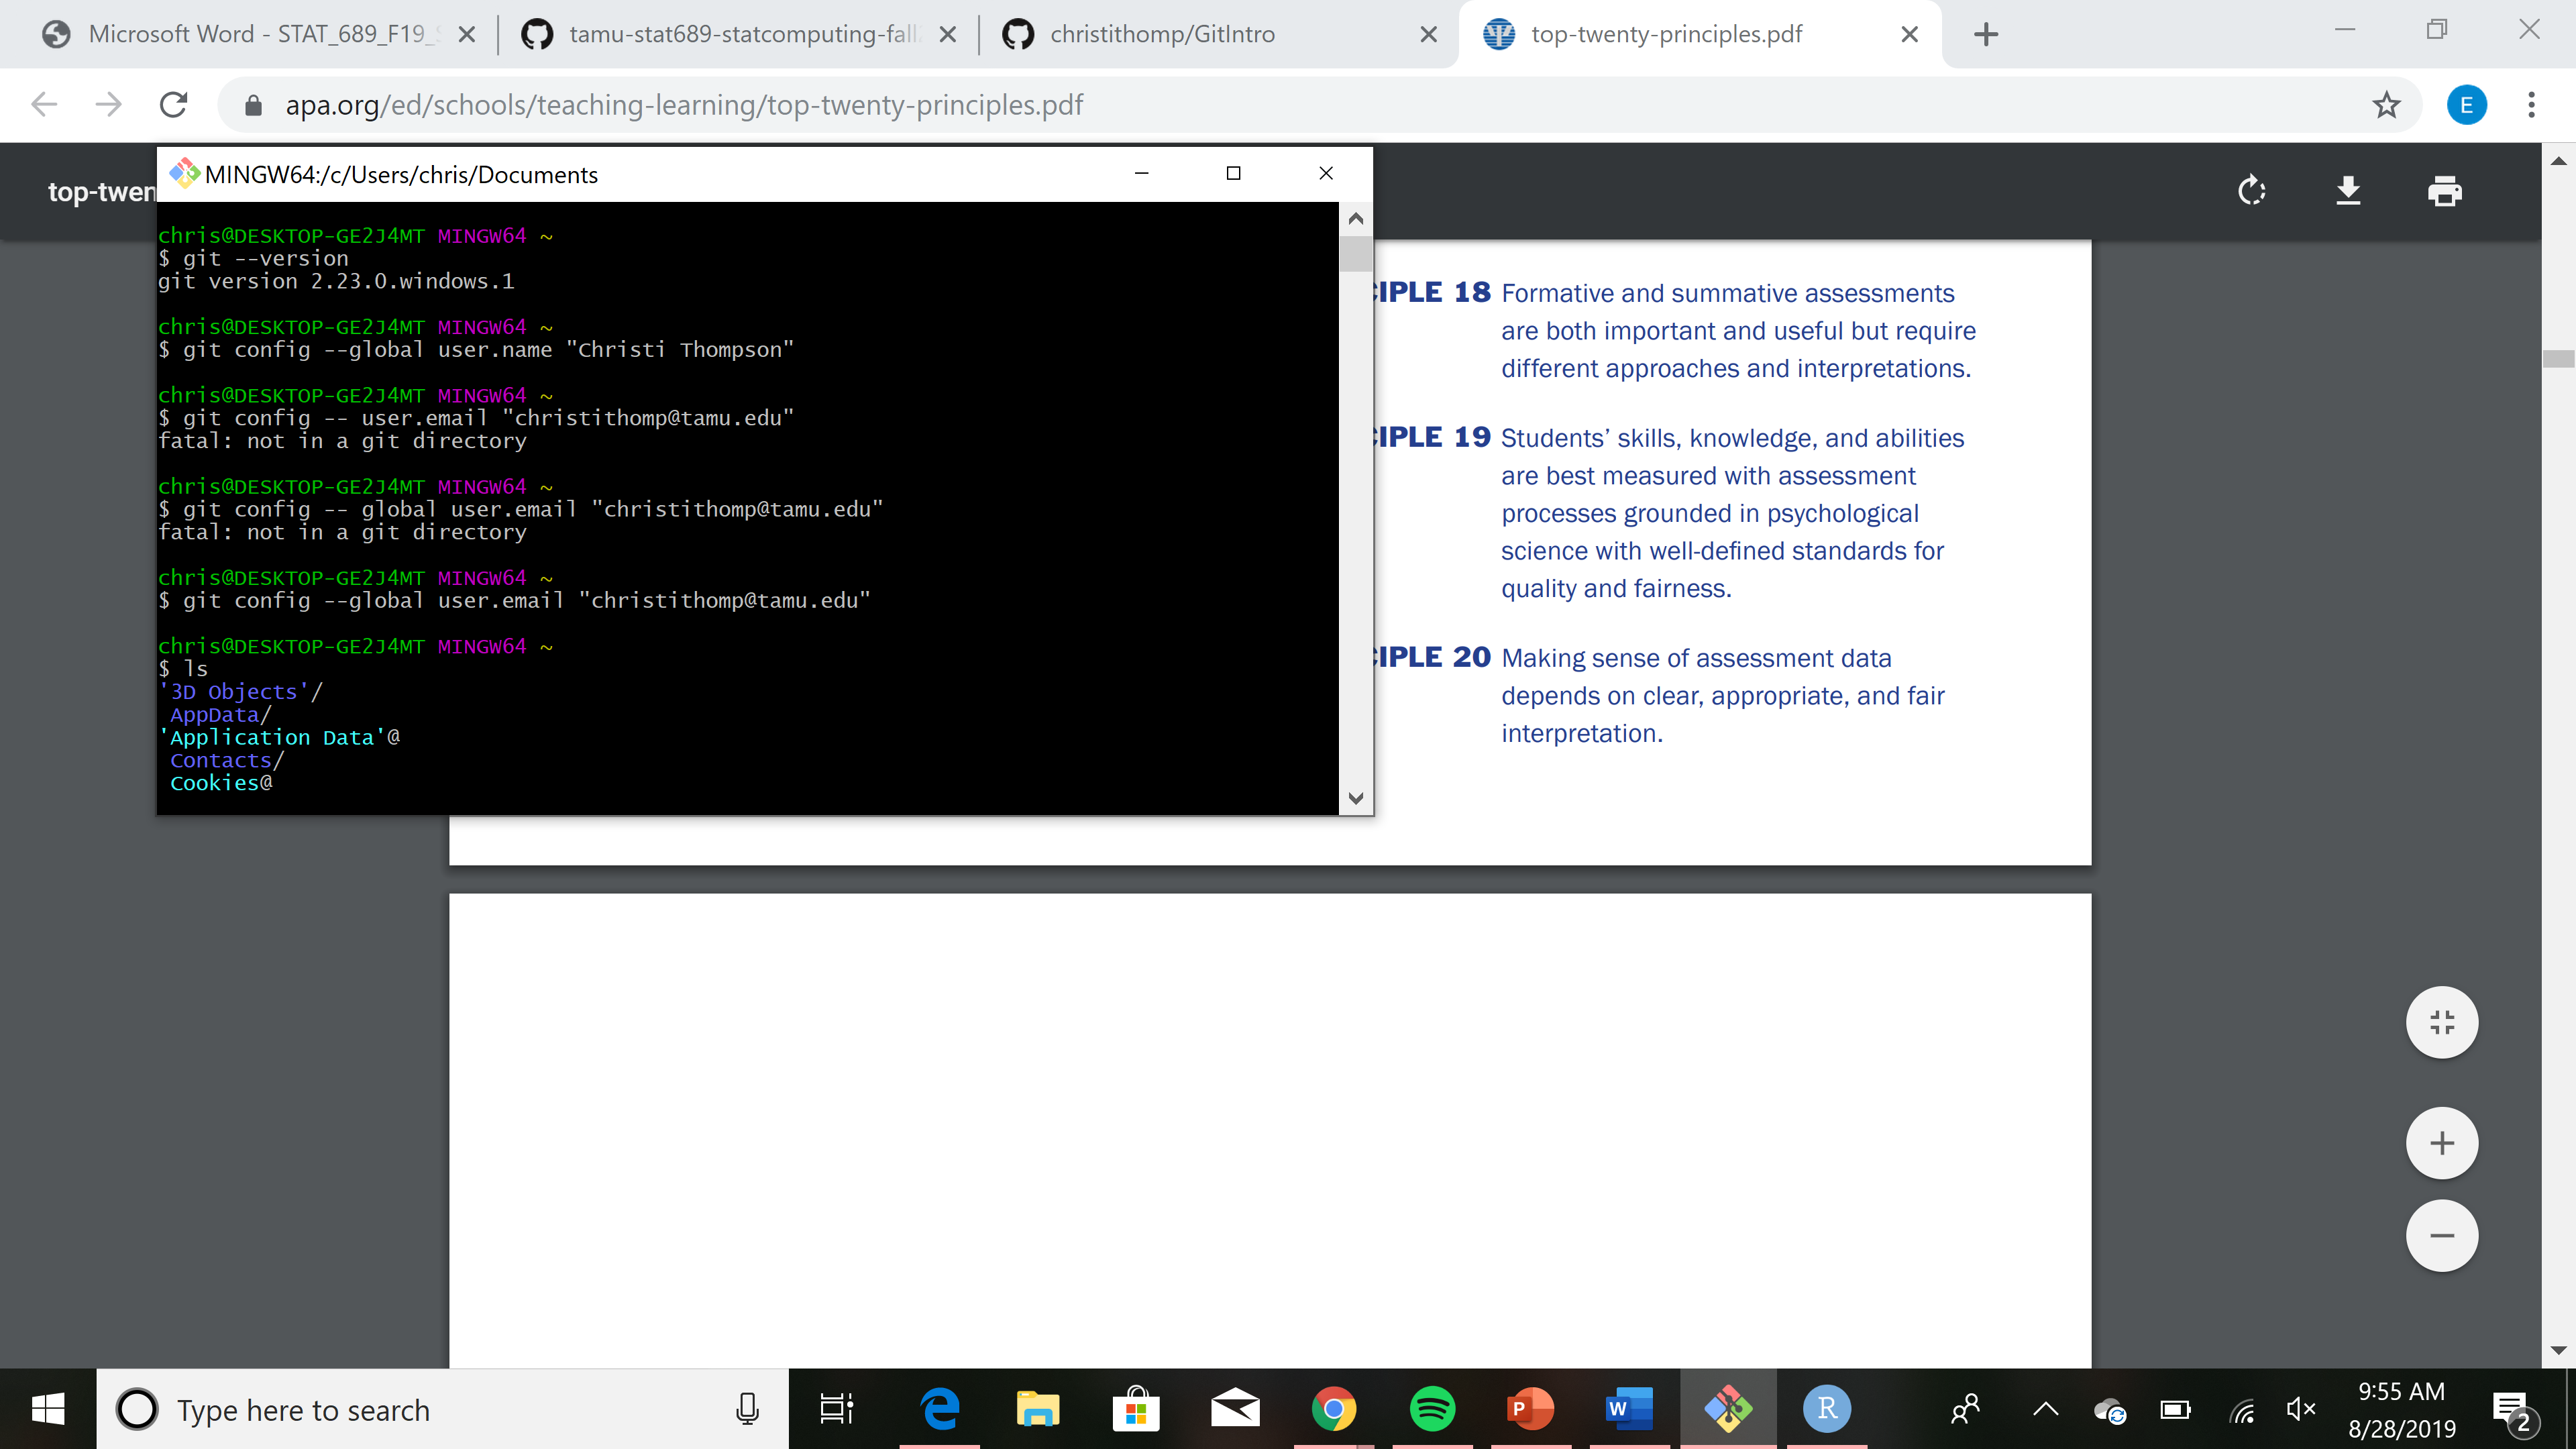 Microsoft Word - STAT_689_F19_
tamu-stat689-statcomputing-fall
christithomp/GitIntro
top-twenty-principles.pdf
apa.org/ed/schools/teaching-learning/top-twenty-principles.pdf
E
top-twen
MINGW64:/c/Users/chris/Documents
chris@DESKTOP-GE2J4MT MINGW64 ~
$ git --version
git version 2.23.0.windows.1
chris@DESKTOP-GE2J4MT MINGW64 ~
$ git config --global user.name "Christi Thompson"
chris@DESKTOP-GE2J4MT MINGW64 ~
$ git config -- user.email "christithomp@tamu.edu"
fatal: not in a git directory
chris@DESKTOP-GE2J4MT MINGW64 ~
$ git config -- global user.email "christithomp@tamu.edu"
fatal: not in a git directory
chris@DESKTOP-GE2J4MT MINGW64 ~
$ git config --global user.email "christithomp@tamu.edu"
chris@DESKTOP-GE2J4MT MINGW64 ~
$ ls
'3D Objects'/
AppData/
'Application Data'@
Contacts/
Cookies@
CIPLE 18 Formative and summative assessments
are both important and useful but require
different approaches and interpretations.
CIPLE 19 Students’ skills, knowledge, and abilities
are best measured with assessment
processes grounded in psychological
science with well-defined standards for
quality and fairness.
CIPLE 20 Making sense of assessment data
depends on clear, appropriate, and fair
interpretation.
Type here to search
P
W
R
9:55 AM
8/28/2019
2